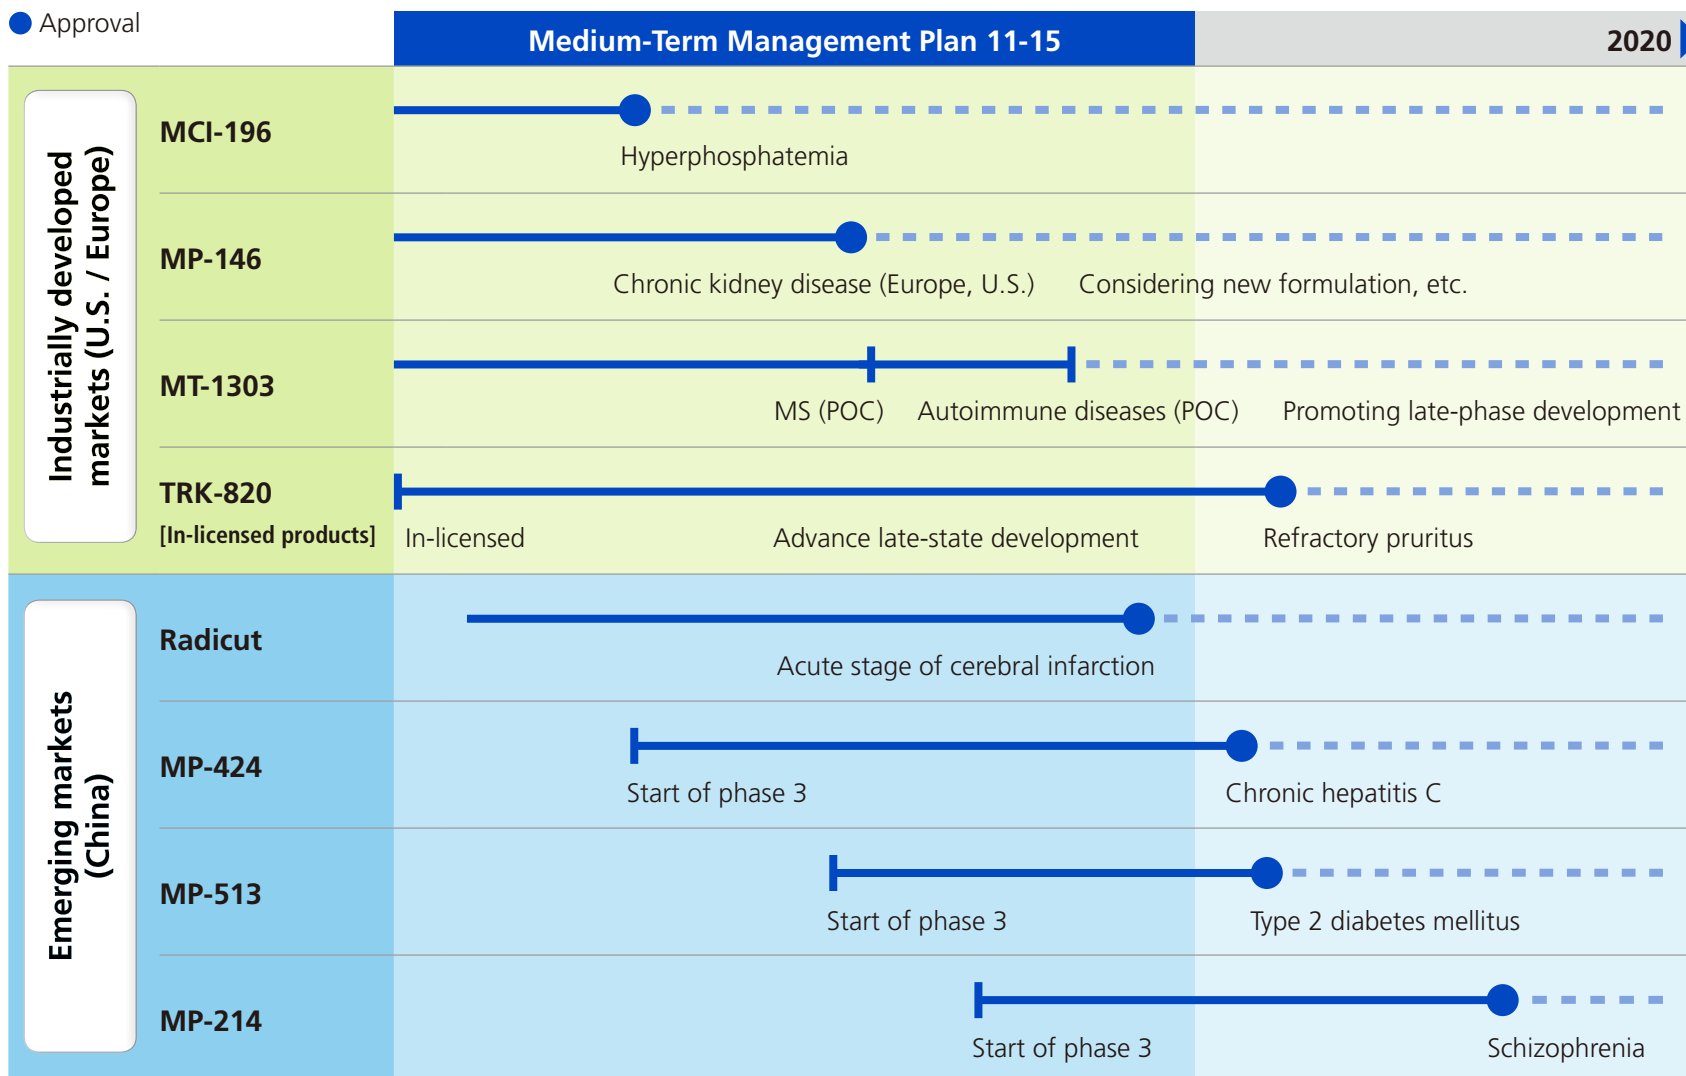 Approval
Medium-Term Management Plan 11-15
2020
Industrially developed
markets (U.S. / Europe)
MCI-196
Hyperphosphatemia
MP-146
Chronic kidney disease (Europe, U.S.)
Considering new formulation, etc.
MT-1303
MS (POC)
Autoimmune diseases (POC)
Promoting late-phase development
TRK-820
[In-licensed products]
In-licensed
Advance late-state development
Refractory pruritus
Emerging markets
(China)
Radicut
Acute stage of cerebral infarction
MP-424
Start of phase 3
Chronic hepatitis C
MP-513
Start of phase 3
Type 2 diabetes mellitus
MP-214
Start of phase 3
Schizophrenia